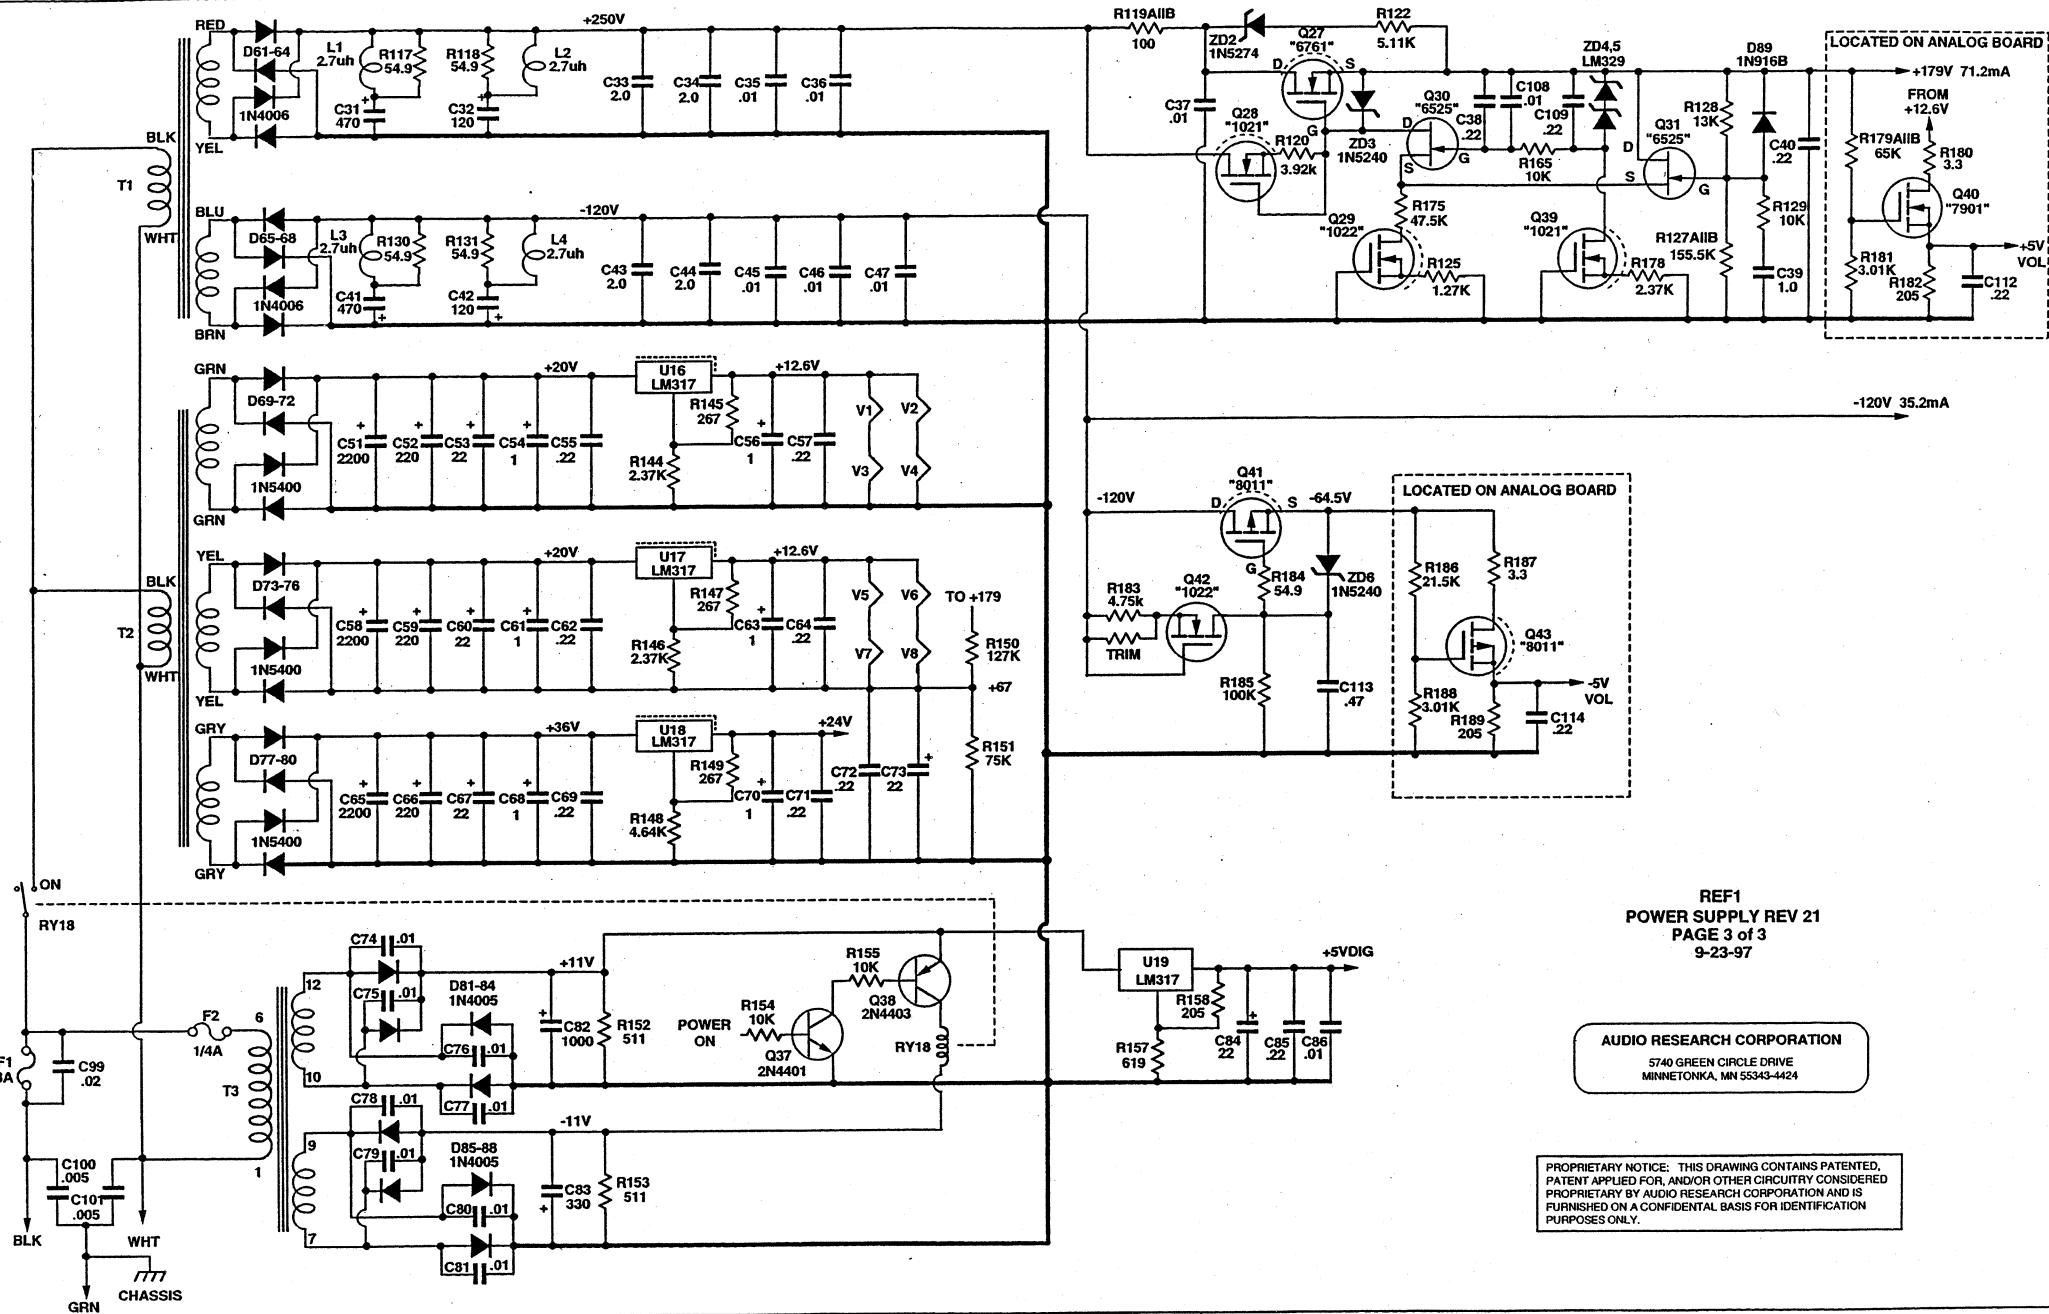 RED
D61-64
1N4006
YEL
L1
2.7uh
R117
54.9
C31
470
+
R118
54.9
C32
120
+
L2
2.7uh
+250V
C33
2.0
C34
2.0
C35
.01
C36
.01
BLK
T1
WHT
BLU
D65-68
1N4006
BRN
L3
2.7uh
R130
54.9
C41
470
+
R131
54.9
C42
120
+
L4
2.7uh
-120V
C43
2.0
C44
2.0
C45
.01
C46
.01
C47
.01
R119AIIB
100
ZD2
1N5274
Q27
"6761"
D
S
G
R122
5.11K
C37
.01
Q28
"1021"
R120
3.92k
ZD3
1N5240
Q30
"6525"
D
S
G
C38
.22
C108
.01
C109
.22
R165
10K
ZD4,5
LM329
Q31
"6525"
D
S
G
R128
13K
D89
1N916B
C40
.22
R175
47.5K
Q29
"1022"
R125
1.27K
Q39
"1021"
R178
2.37K
R127AIIB
155.5K
R129
10K
C39
1.0
LOCATED ON ANALOG BOARD
+179V 71.2mA
FROM
+12.6V
R179AIIB
65K
R180
3.3
Q40
"7901"
R181
3.01K
R182
205
C112
.22
+5V
VOL
GRN
D69-72
1N5400
GRN
+
C51
2200
+
C52
220
+
C53
22
+
C54
1
C55
.22
+20V
U16
LM317
R145
267
R144
2.37K
+12.6V
+
C56
1
C57
.22
V1
V2
V3
V4
-120V 35.2mA
BLK
T2
WHT
YEL
D73-76
1N5400
YEL
+
C58
2200
+
C59
220
+
C60
22
+
C61
1
C62
.22
+20V
U17
LM317
R147
267
R146
2.37K
+12.6V
+
C63
1
C64
.22
V5
V6
V7
V8
TO +179
R150
127K
+67
R151
75K
-120V
Q41
"8011"
D
S
G
-64.5V
R183
4.75k
TRIM
Q42
"1022"
R184
54.9
ZD6
1N5240
R185
100K
C113
.47
LOCATED ON ANALOG BOARD
R186
21.5K
R187
3.3
Q43
"8011"
R188
3.01K
R189
205
-5V
VOL
C114
.22
GRY
D77-80
1N5400
GRY
+
C65
2200
+
C66
220
+
C67
22
+
C68
1
C69
.22
+36V
U18
LM317
R149
267
R148
4.64K
+24V
+
C70
1
C71
.22
C72
.22
C73
22
+
ON
RY18
F2
1/4A
C99
.02
F1
C100
.005
C101
.005
BLK
WHT
CHASSIS
GRN
6
T3
1
12
10
9
7
C74
.01
C75
.01
D81-84
1N4005
C76
.01
C77
.01
C78
.01
C79
.01
D85-88
1N4005
C80
.01
C81
.01
+11V
+
C82
1000
R152
511
-11V
C83
330
+
R153
511
POWER
ON
R154
10K
Q37
2N4401
R155
10K
Q38
2N4403
RY18
U19
LM317
R158
205
R157
619
+
C84
22
C85
.22
C86
.01
+5VDIG
REF1
POWER SUPPLY REV 21
PAGE 3 of 3
9-23-97
AUDIO RESEARCH CORPORATION
5740 GREEN CIRCLE DRIVE
MINNETONKA, MN 55343-4424
PROPRIETARY NOTICE: THIS DRAWING CONTAINS PATENTED,
PATENT APPLIED FOR, AND/OR OTHER CIRCUITRY CONSIDERED
PROPRIETARY BY AUDIO RESEARCH CORPORATION AND IS
FURNISHED ON A CONFIDENTAL BASIS FOR IDENTIFICATION
PURPOSES ONLY.